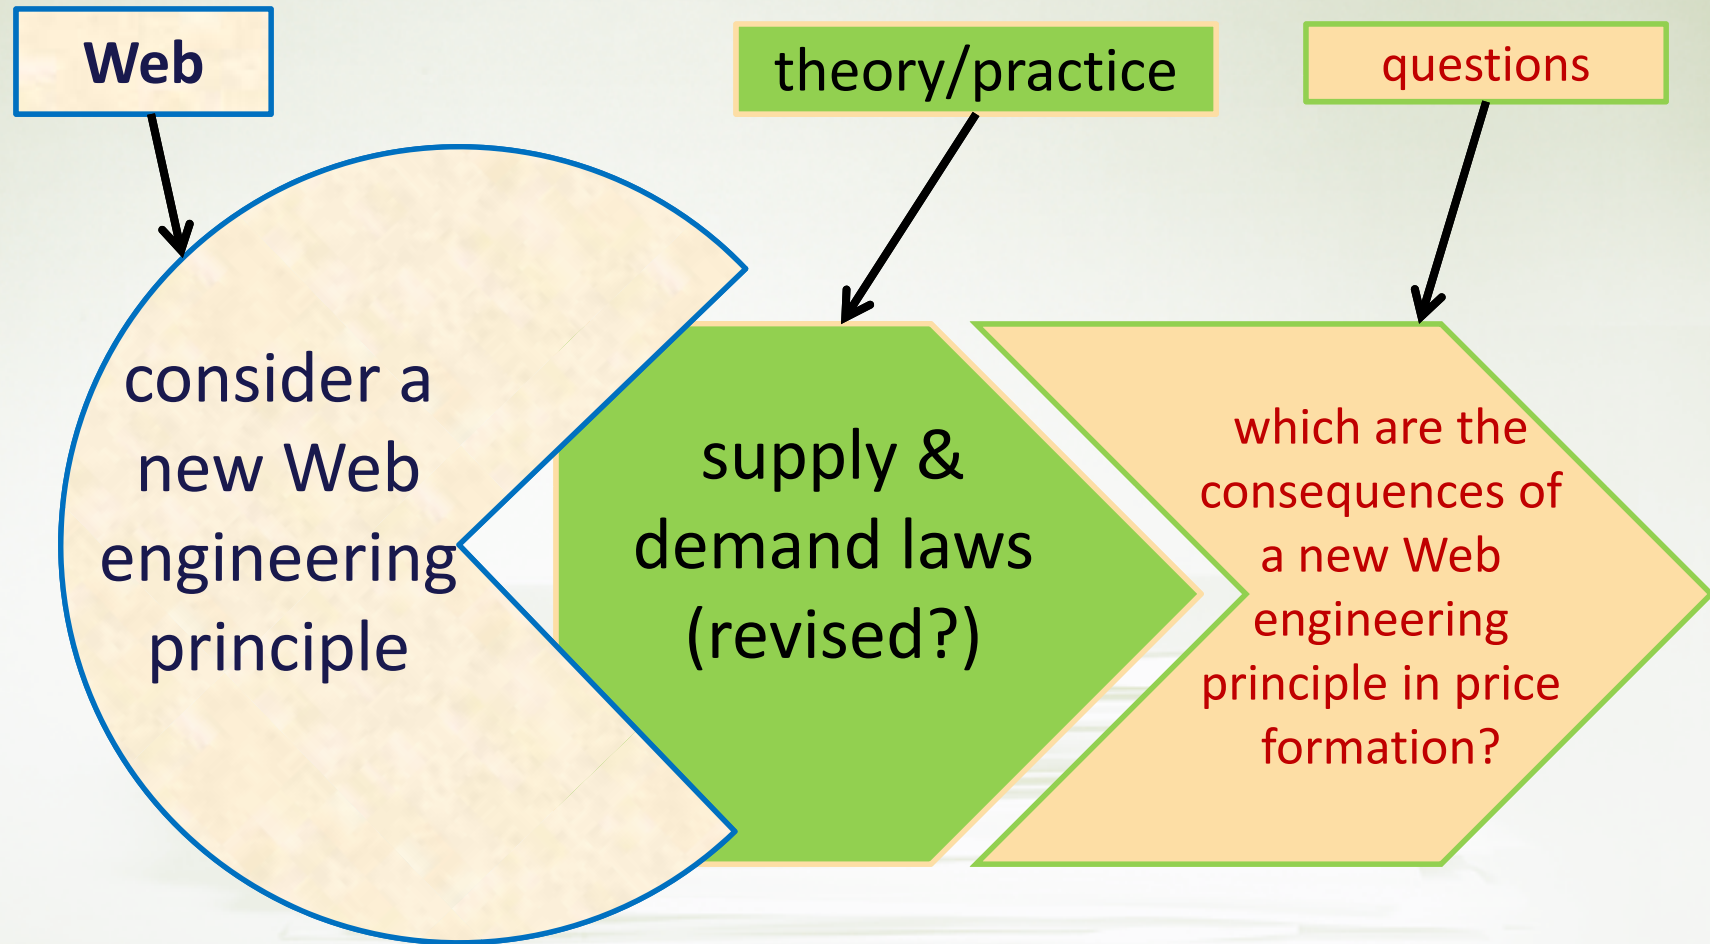 Web
theory/practice
questions
consider a
new Web
engineering
principle
supply &
demand laws
(revised?)
which are the
consequences of
a new Web
engineering
principle in price
formation?